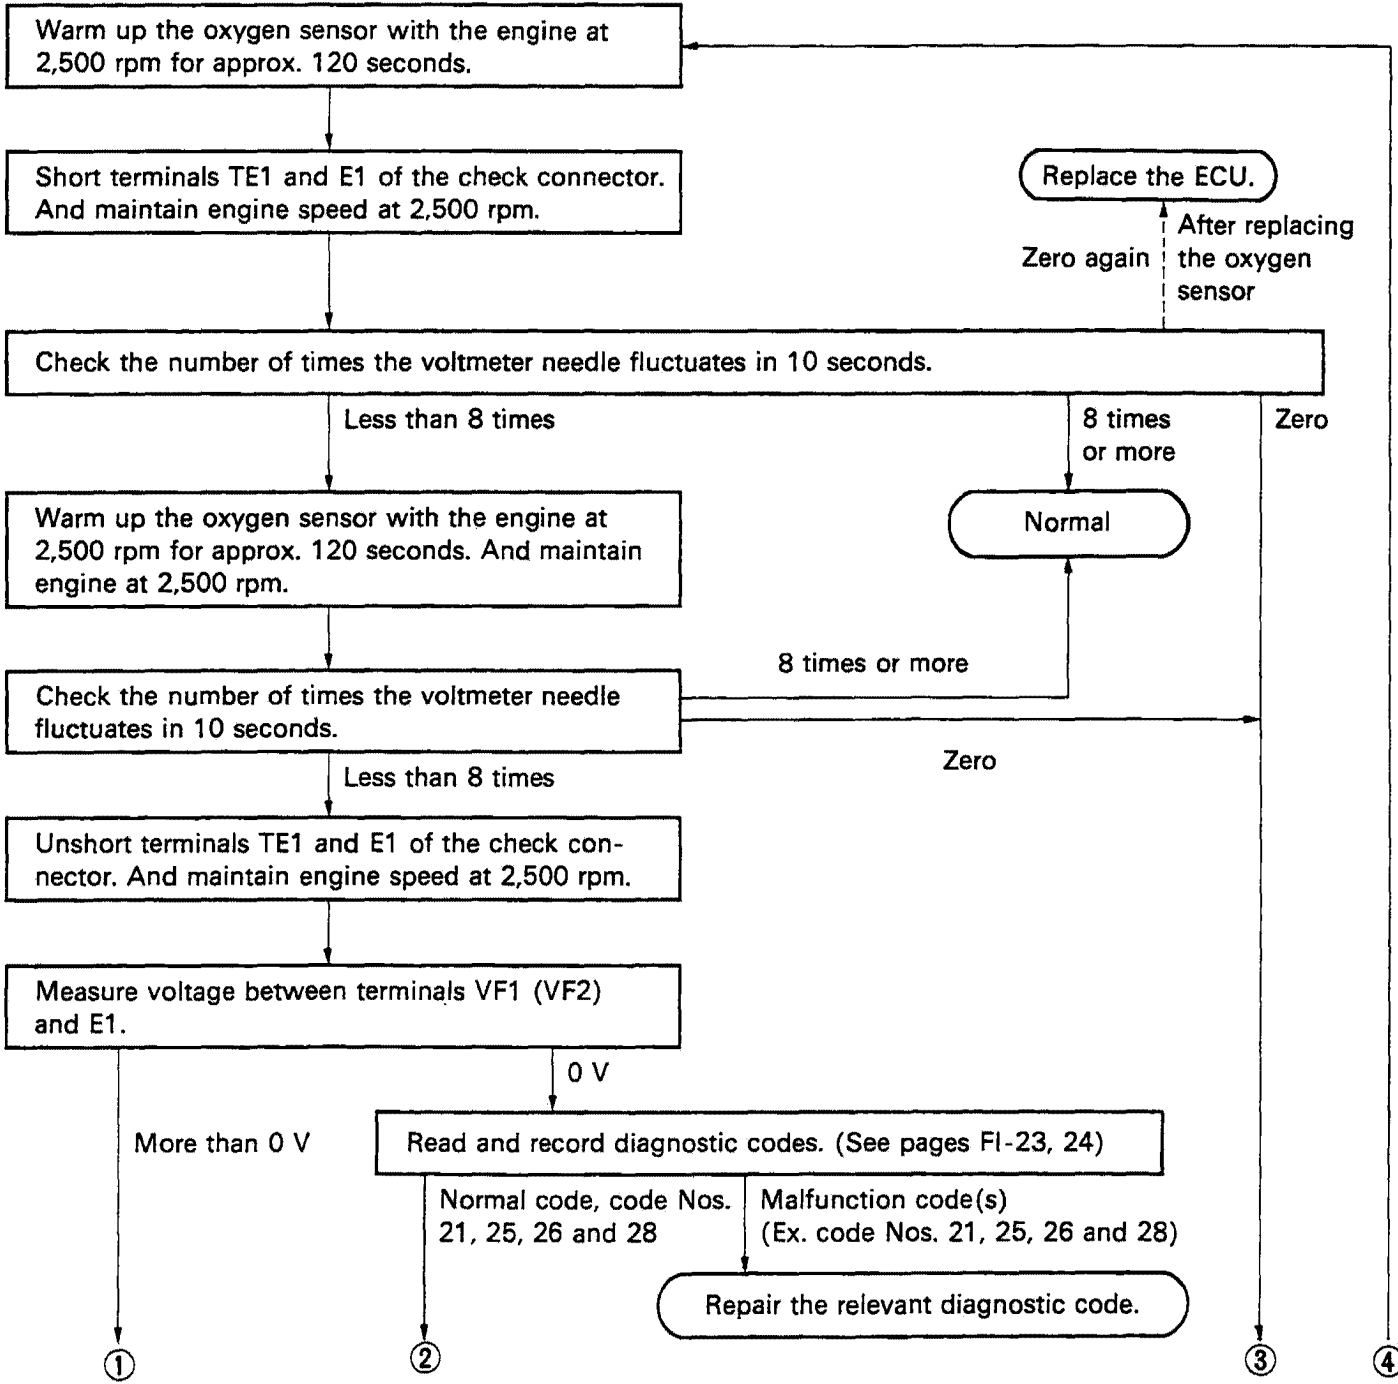 Warm up the oxygen sensor with the engine at
2,500 rpm for approx. 120 seconds.
Short terminals TE1 and E1 of the check connector.
And maintain engine speed at 2,500 rpm.
Replace the ECU.
Zero again
After replacing
the oxygen
sensor
Check the number of times the voltmeter needle fluctuates in 10 seconds.
Less than 8 times
8 times
or more
Zero
Warm up the oxygen sensor with the engine at
2,500 rpm for approx. 120 seconds. And maintain
engine at 2,500 rpm.
Normal
8 times or more
Check the number of times the voltmeter needle
fluctuates in 10 seconds.
Zero
Less than 8 times
Unshort terminals TE1 and E1 of the check con-
nector. And maintain engine speed at 2,500 rpm.
Measure voltage between terminals VF1 (VF2)
and E1.
0 V
More than 0 V
Read and record diagnostic codes. (See pages FI-23, 24)
Normal code, code Nos.
21, 25, 26 and 28
Malfunction code(s)
(Ex. code Nos. 21, 25, 26 and 28)
Repair the relevant diagnostic code.
① ② ③ ④